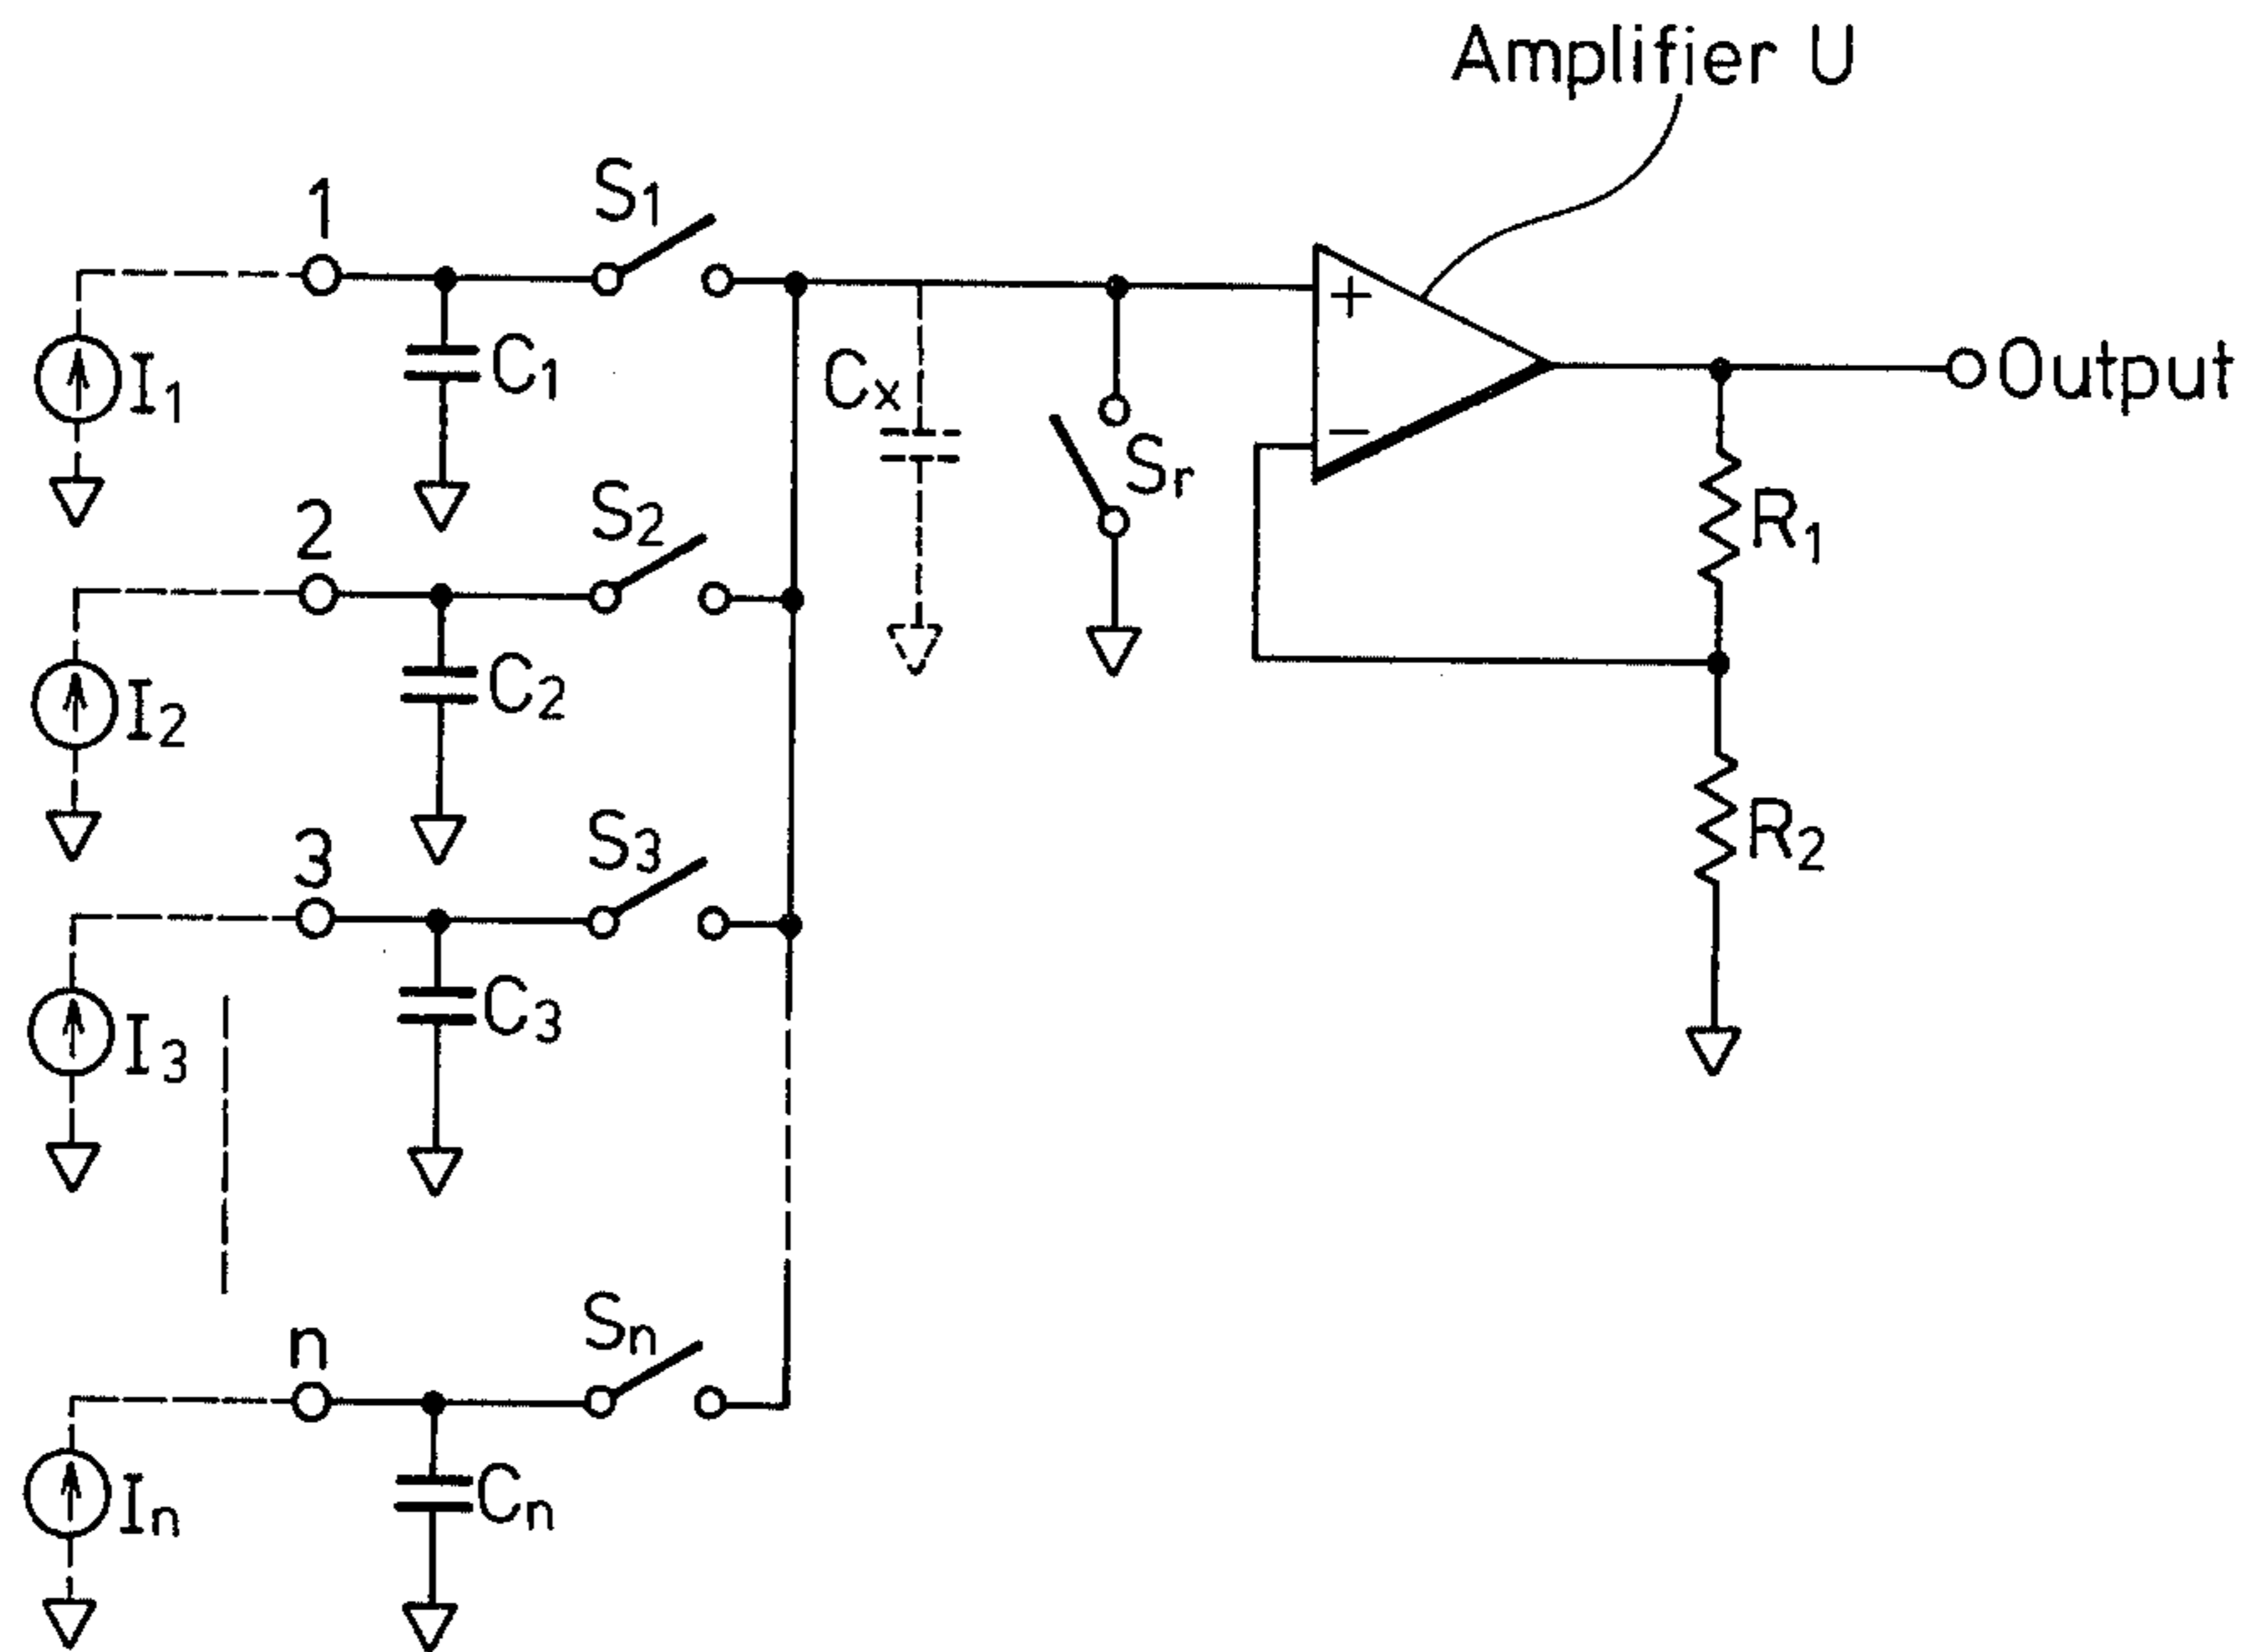 Amplifier U
1
S1
I1
C1
Cx
Sr
+
−
Output
R1
2
S2
I2
C2
R2
3
S3
I3
C3
n
Sn
In
Cn